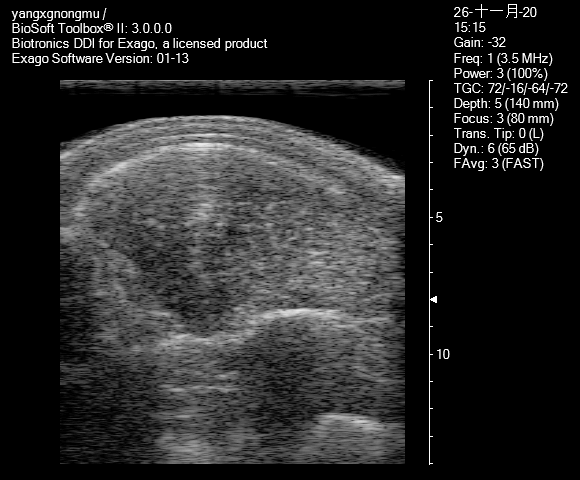 yangxgnongmu /
BioSoft Toolbox® II: 3.0.0.0
Biotronics DDI for Exago, a licensed product
Exago Software Version: 01-13
26-十一月-20
15:15
Gain: -32
Freq: 1 (3.5 MHz)
Power: 3 (100%)
TGC: 72/-16/-64/-72
Depth: 5 (140 mm)
Focus: 3 (80 mm)
Trans. Tip: 0 (L)
Dyn.: 6 (65 dB)
FAvg: 3 (FAST)
5
10